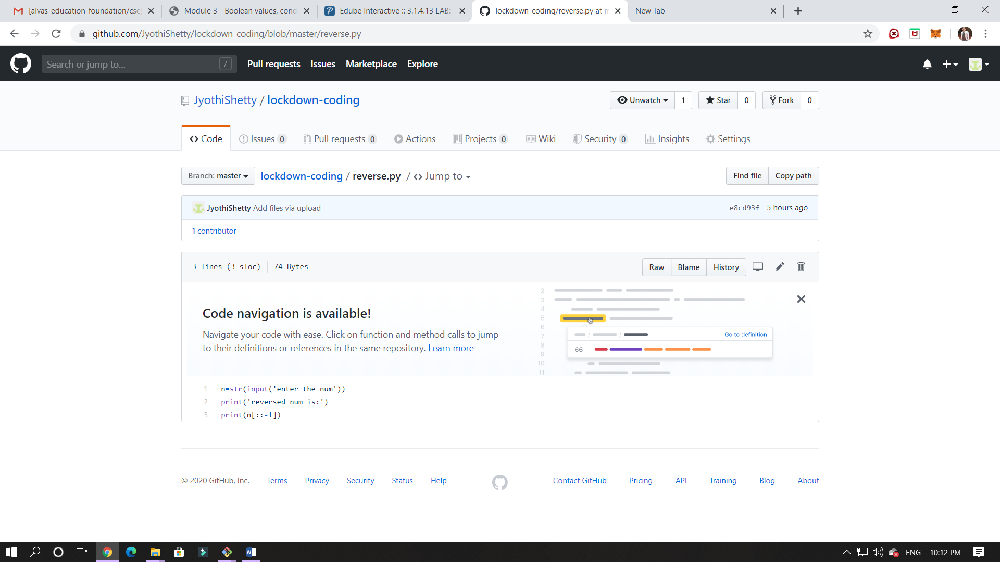 [alvas-education-foundation/cse]
Module 3 - Boolean values, cond
Edube Interactive :: 3.1.4.13 LAB:
lockdown-coding/reverse.py at m
New Tab
github.com/JyothiShetty/lockdown-coding/blob/master/reverse.py
Search or jump to... /
Pull requests Issues Marketplace Explore
JyothiShetty / lockdown-coding
Unwatch 1 Star 0 Fork 0
Code Issues 0 Pull requests 0 Actions Projects 0 Wiki Security 0 Insights Settings
Branch: master lockdown-coding / reverse.py / Jump to Find file Copy path
JyothiShetty Add files via upload e8cd93f 5 hours ago
1 contributor
3 lines (3 sloc) 74 Bytes Raw Blame History
Code navigation is available!
Navigate your code with ease. Click on function and method calls to jump
to their definitions or references in the same repository. Learn more
2
3
4
5
6
7
8
9
10
11
Go to definition
66
1 n=str(input('enter the num'))
2 print('reversed num is:')
3 print(n[::-1])
© 2020 GitHub, Inc. Terms Privacy Security Status Help Contact GitHub Pricing API Training Blog About
ENG 10:12 PM